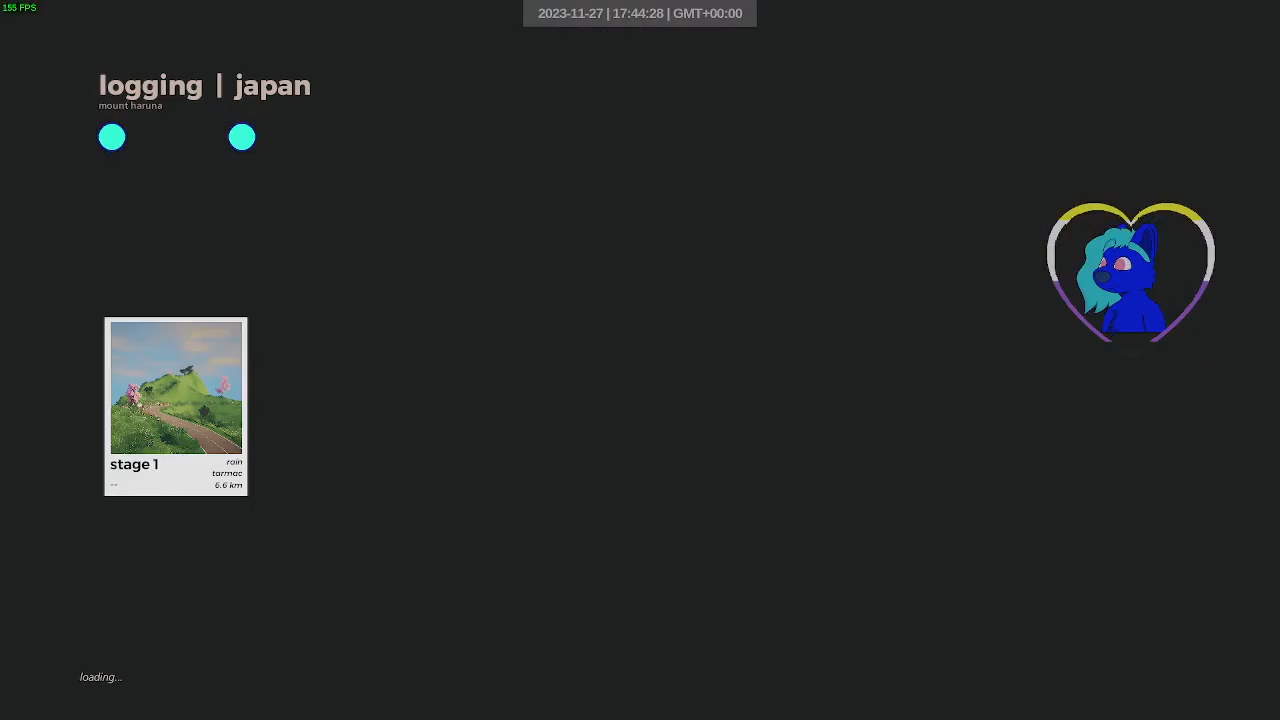 155 FPS
2023-11-27 | 17:44:28 | GMT+00:00
logging | japan
mount haruna
stage 1
rain
tarmac
--
6.6 km
loading...